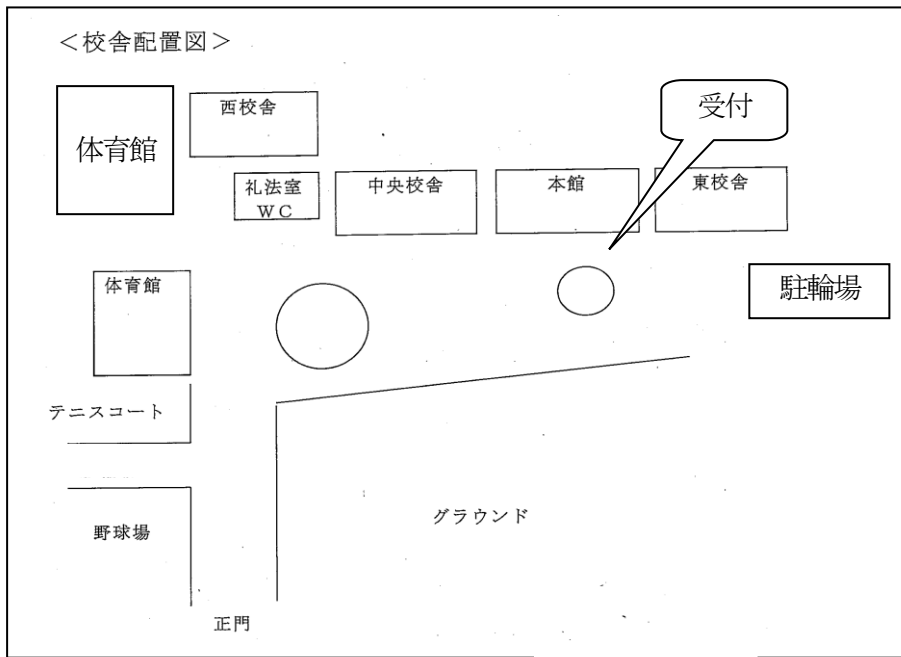 ＜校舎配置図＞
体育館
西校舎
受付
礼法室
ＷＣ
中央校舎
本館
東校舎
体育館
駐輪場
テニスコート
野球場
グラウンド
正門